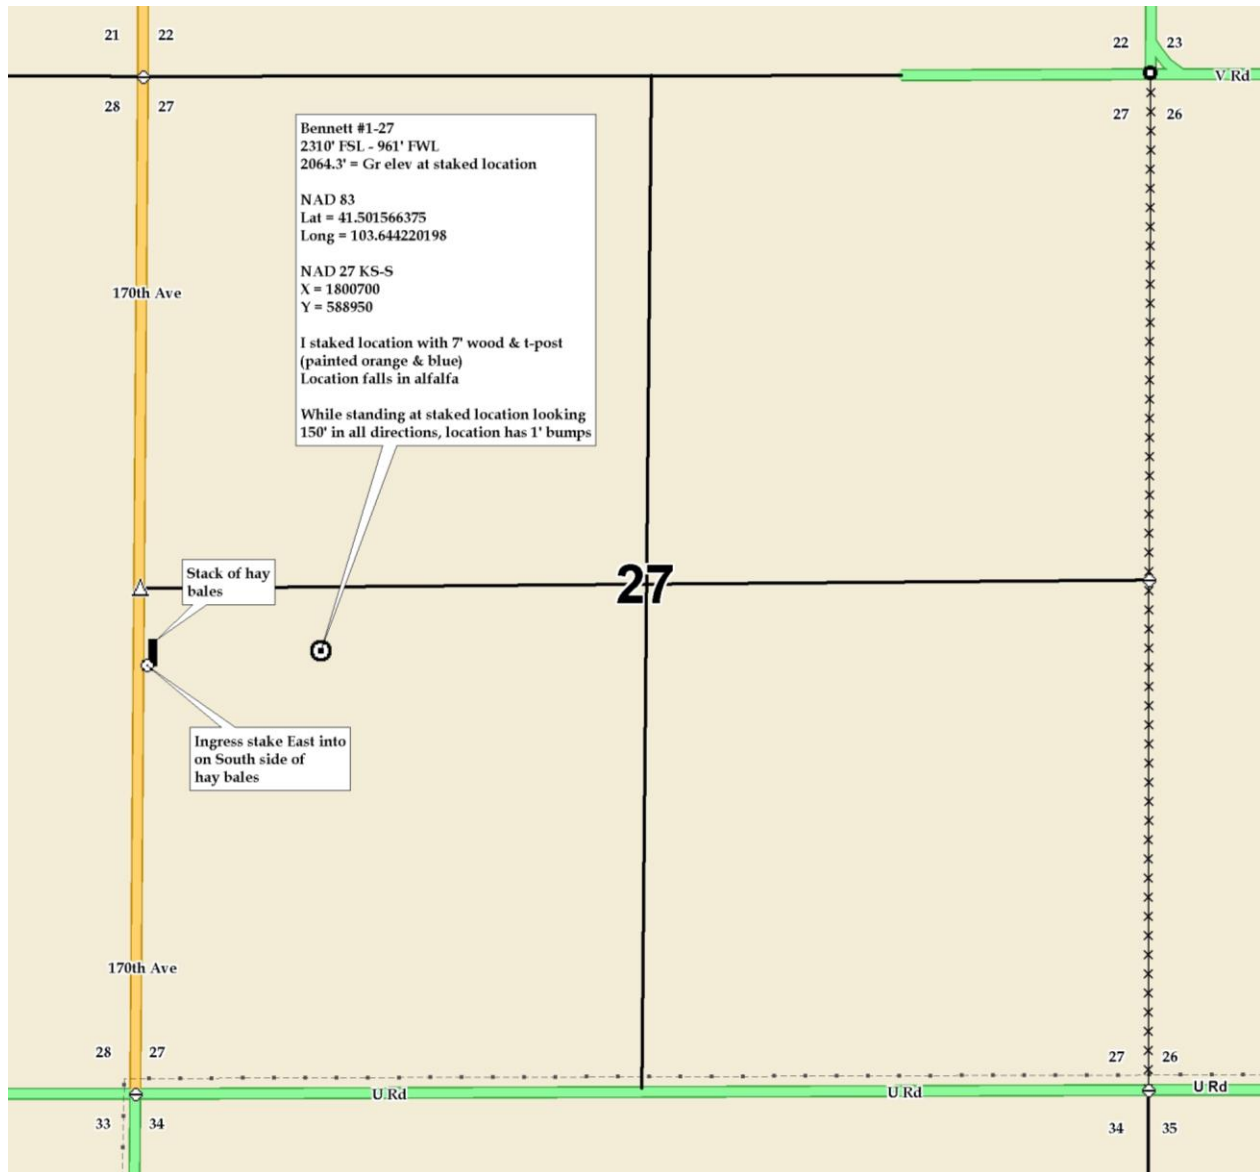 21 22
22 23
V Rd
28 27
27 26
Bennett #1-27
2310' FSL - 961' FWL
2064.3' = Gr elev at staked location
NAD 83
Lat = 41.501566375
Long = 103.644220198
NAD 27 KS-S
X = 1800700
Y = 588950
I staked location with 7' wood & t-post
(painted orange & blue)
Location falls in alfalfa
While standing at staked location looking
150' in all directions, location has 1' bumps
170th Ave
Stack of hay
bales
27
Ingress stake East into
on South side of
hay bales
170th Ave
28 27
27 26
U Rd
U Rd
U Rd
33 34
34 35